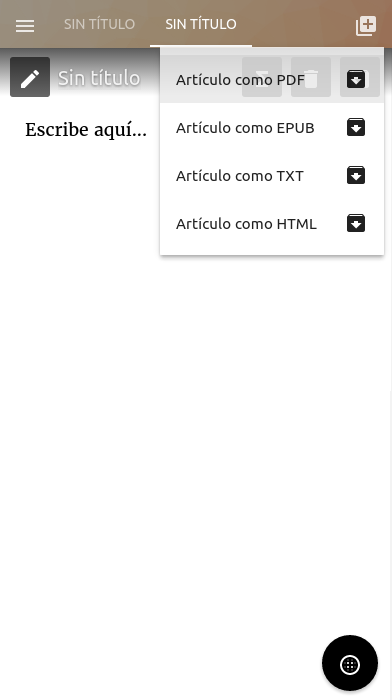 SIN TÍTULO
SIN TÍTULO
Sin título
Artículo como PDF
Escribe aquí...
Artículo como EPUB
Artículo como TXT
Artículo como HTML